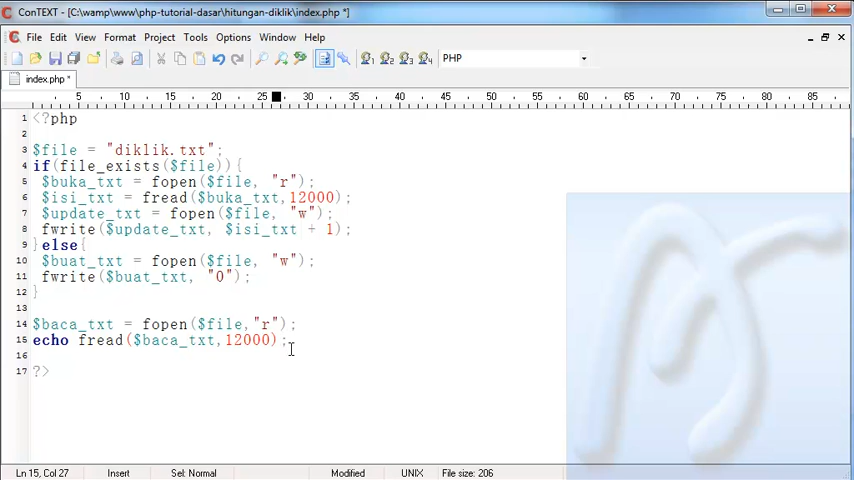 ConTEXT - [C:\wamp\www\php-tutorial-dasar\hitungan-diklik\index.php *]
File Edit View Format Project Tools Options Window Help
1 2 3 4 PHP
index.php *
5 10 15 20 25 30 35 40 45 50 55 60 65 70 75 80 85
1 <?php
2
3 $file = "diklik.txt";
4 if(file_exists($file)){
5 $buka_txt = fopen($file, "r");
6 $isi_txt = fread($buka_txt,12000);
7 $update_txt = fopen($file, "w");
8 fwrite($update_txt, $isi_txt + 1);
9 }else{
10 $buat_txt = fopen($file, "w");
11 fwrite($buat_txt, "0");
12 }
13
14 $baca_txt = fopen($file,"r");
15 echo fread($baca_txt,12000);
16
17 ?>
Ln 15, Col 27 Insert Sel: Normal Modified UNIX File size: 206